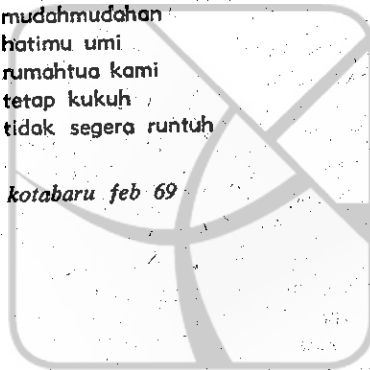 mudahmudahan
hatimu umi
rumahtua kami
tetap kukuh
tidak segera runtuh
kotabaru feb 69